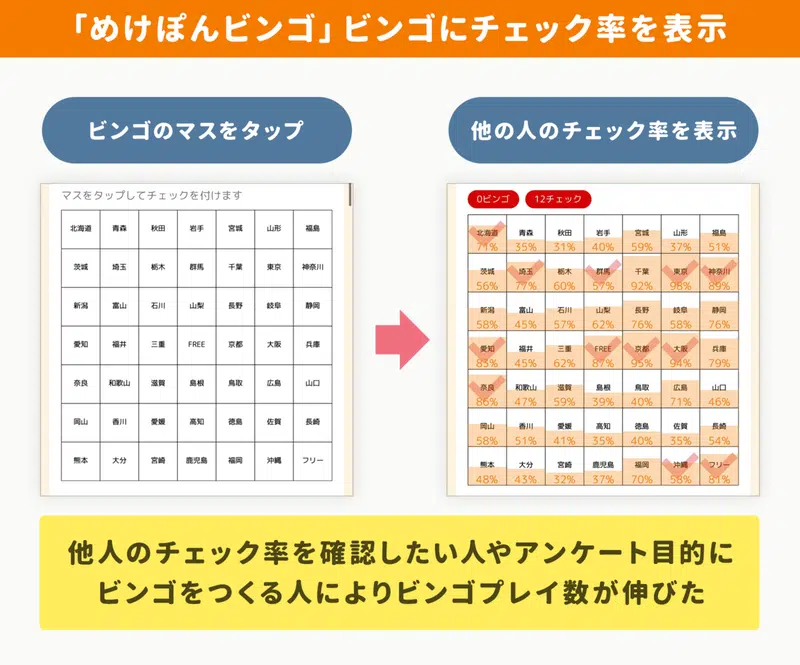 「めけぽんビンゴ」ビンゴにチェック率を表示
ビンゴのマスをタップ
マスをタップしてチェックを付けます
北海道 青森 秋田 岩手 宮城 山形 福島
茨城 埼玉 栃木 群馬 千葉 東京 神奈川
新潟 富山 石川 山梨 長野 岐阜 静岡
愛知 福井 三重 FREE 京都 大阪 兵庫
奈良 和歌山 滋賀 島根 鳥取 広島 山口
岡山 香川 愛媛 高知 徳島 佐賀 長崎
熊本 大分 宮崎 鹿児島 福岡 沖縄 フリー
他の人のチェック率を表示
0ビンゴ 12チェック
北海道 青森 秋田 岩手 宮城 山形 福島
71% 35% 31% 40% 59% 37% 51%
茨城 埼玉 栃木 群馬 千葉 東京 神奈川
56% 77% 60% 57% 92% 98% 89%
新潟 富山 石川 山梨 長野 岐阜 静岡
58% 45% 57% 62% 76% 58% 76%
愛知 福井 三重 FREE 京都 大阪 兵庫
83% 45% 62% 87% 95% 94% 79%
奈良 和歌山 滋賀 島根 鳥取 広島 山口
86% 47% 59% 39% 40% 71% 46%
岡山 香川 愛媛 高知 徳島 佐賀 長崎
58% 51% 41% 35% 40% 35% 54%
熊本 大分 宮崎 鹿児島 福岡 沖縄 フリー
48% 43% 32% 37% 70% 58% 81%
他人のチェック率を確認したい人やアンケート目的に
ビンゴをつくる人によりビンゴプレイ数が伸びた